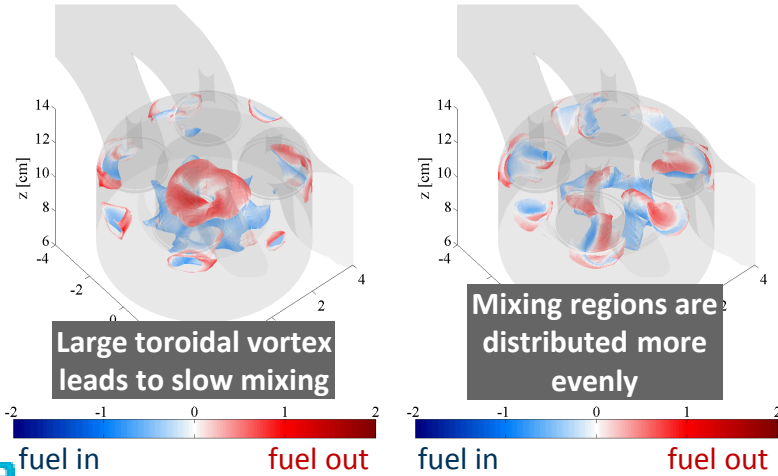 14
12
10
8
6
z [cm]
-4
-2
0
2
4
Large toroidal vortex
leads to slow mixing
-2
-1
0
1
2
fuel in
fuel out
14
12
10
8
6
z [cm]
-4
2
4
Mixing regions are
distributed more
evenly
-2
-1
0
1
2
fuel in
fuel out